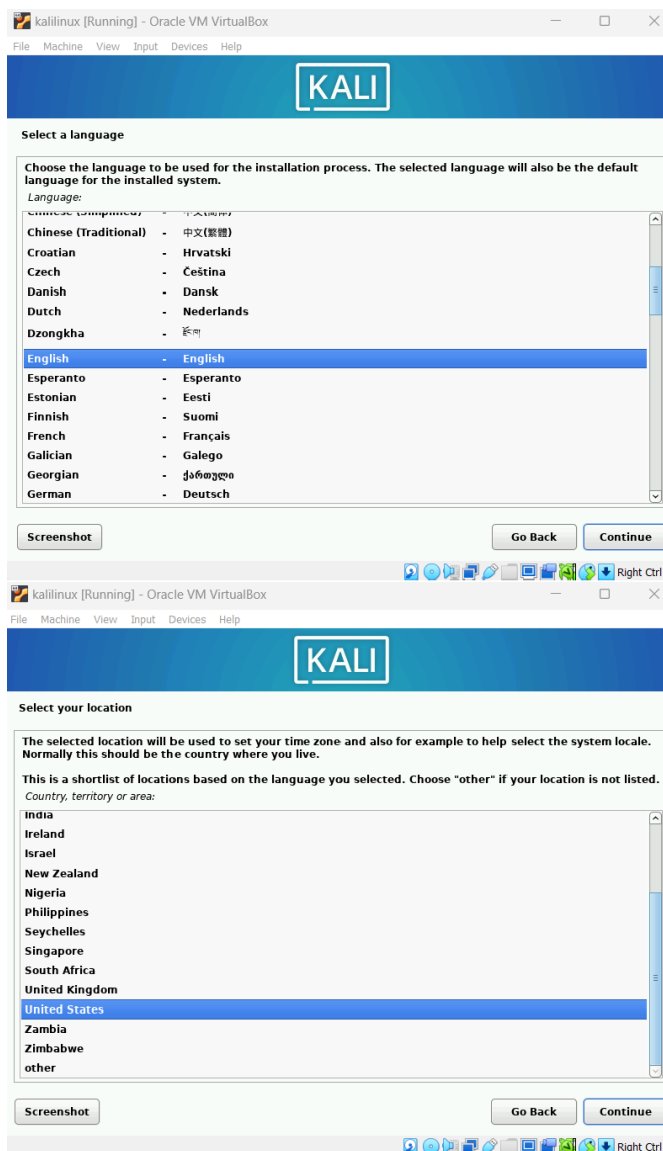 kalilinux [Running] - Oracle VM VirtualBox
File Machine View Input Devices Help
KALI
Select a language
Choose the language to be used for the installation process. The selected language will also be the default
language for the installed system.
Language:
Chinese (Simplified) - 中文(简体)
Chinese (Traditional) - 中文(繁體)
Croatian - Hrvatski
Czech - Čeština
Danish - Dansk
Dutch - Nederlands
Dzongkha - རྫོང་ཁ།
English - English
Esperanto - Esperanto
Estonian - Eesti
Finnish - Suomi
French - Français
Galician - Galego
Georgian - ქართული
German - Deutsch
Screenshot Go Back Continue
Right Ctrl
kalilinux [Running] - Oracle VM VirtualBox
File Machine View Input Devices Help
KALI
Select your location
The selected location will be used to set your time zone and also for example to help select the system locale.
Normally this should be the country where you live.
This is a shortlist of locations based on the language you selected. Choose "other" if your location is not listed.
Country, territory or area:
India
Ireland
Israel
New Zealand
Nigeria
Philippines
Seychelles
Singapore
South Africa
United Kingdom
United States
Zambia
Zimbabwe
other
Screenshot Go Back Continue
Right Ctrl